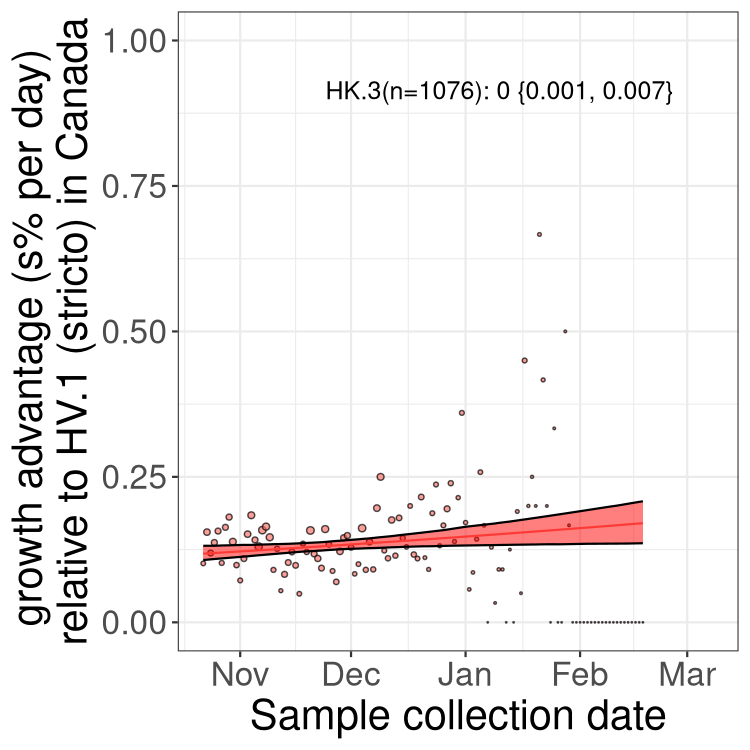 growth advantage (s% per day)
relative to HV.1 (stricto) in Canada
1.00
0.75
0.50
0.25
0.00
HK.3(n=1076): 0 {0.001, 0.007}
Nov Dec Jan Feb Mar
Sample collection date